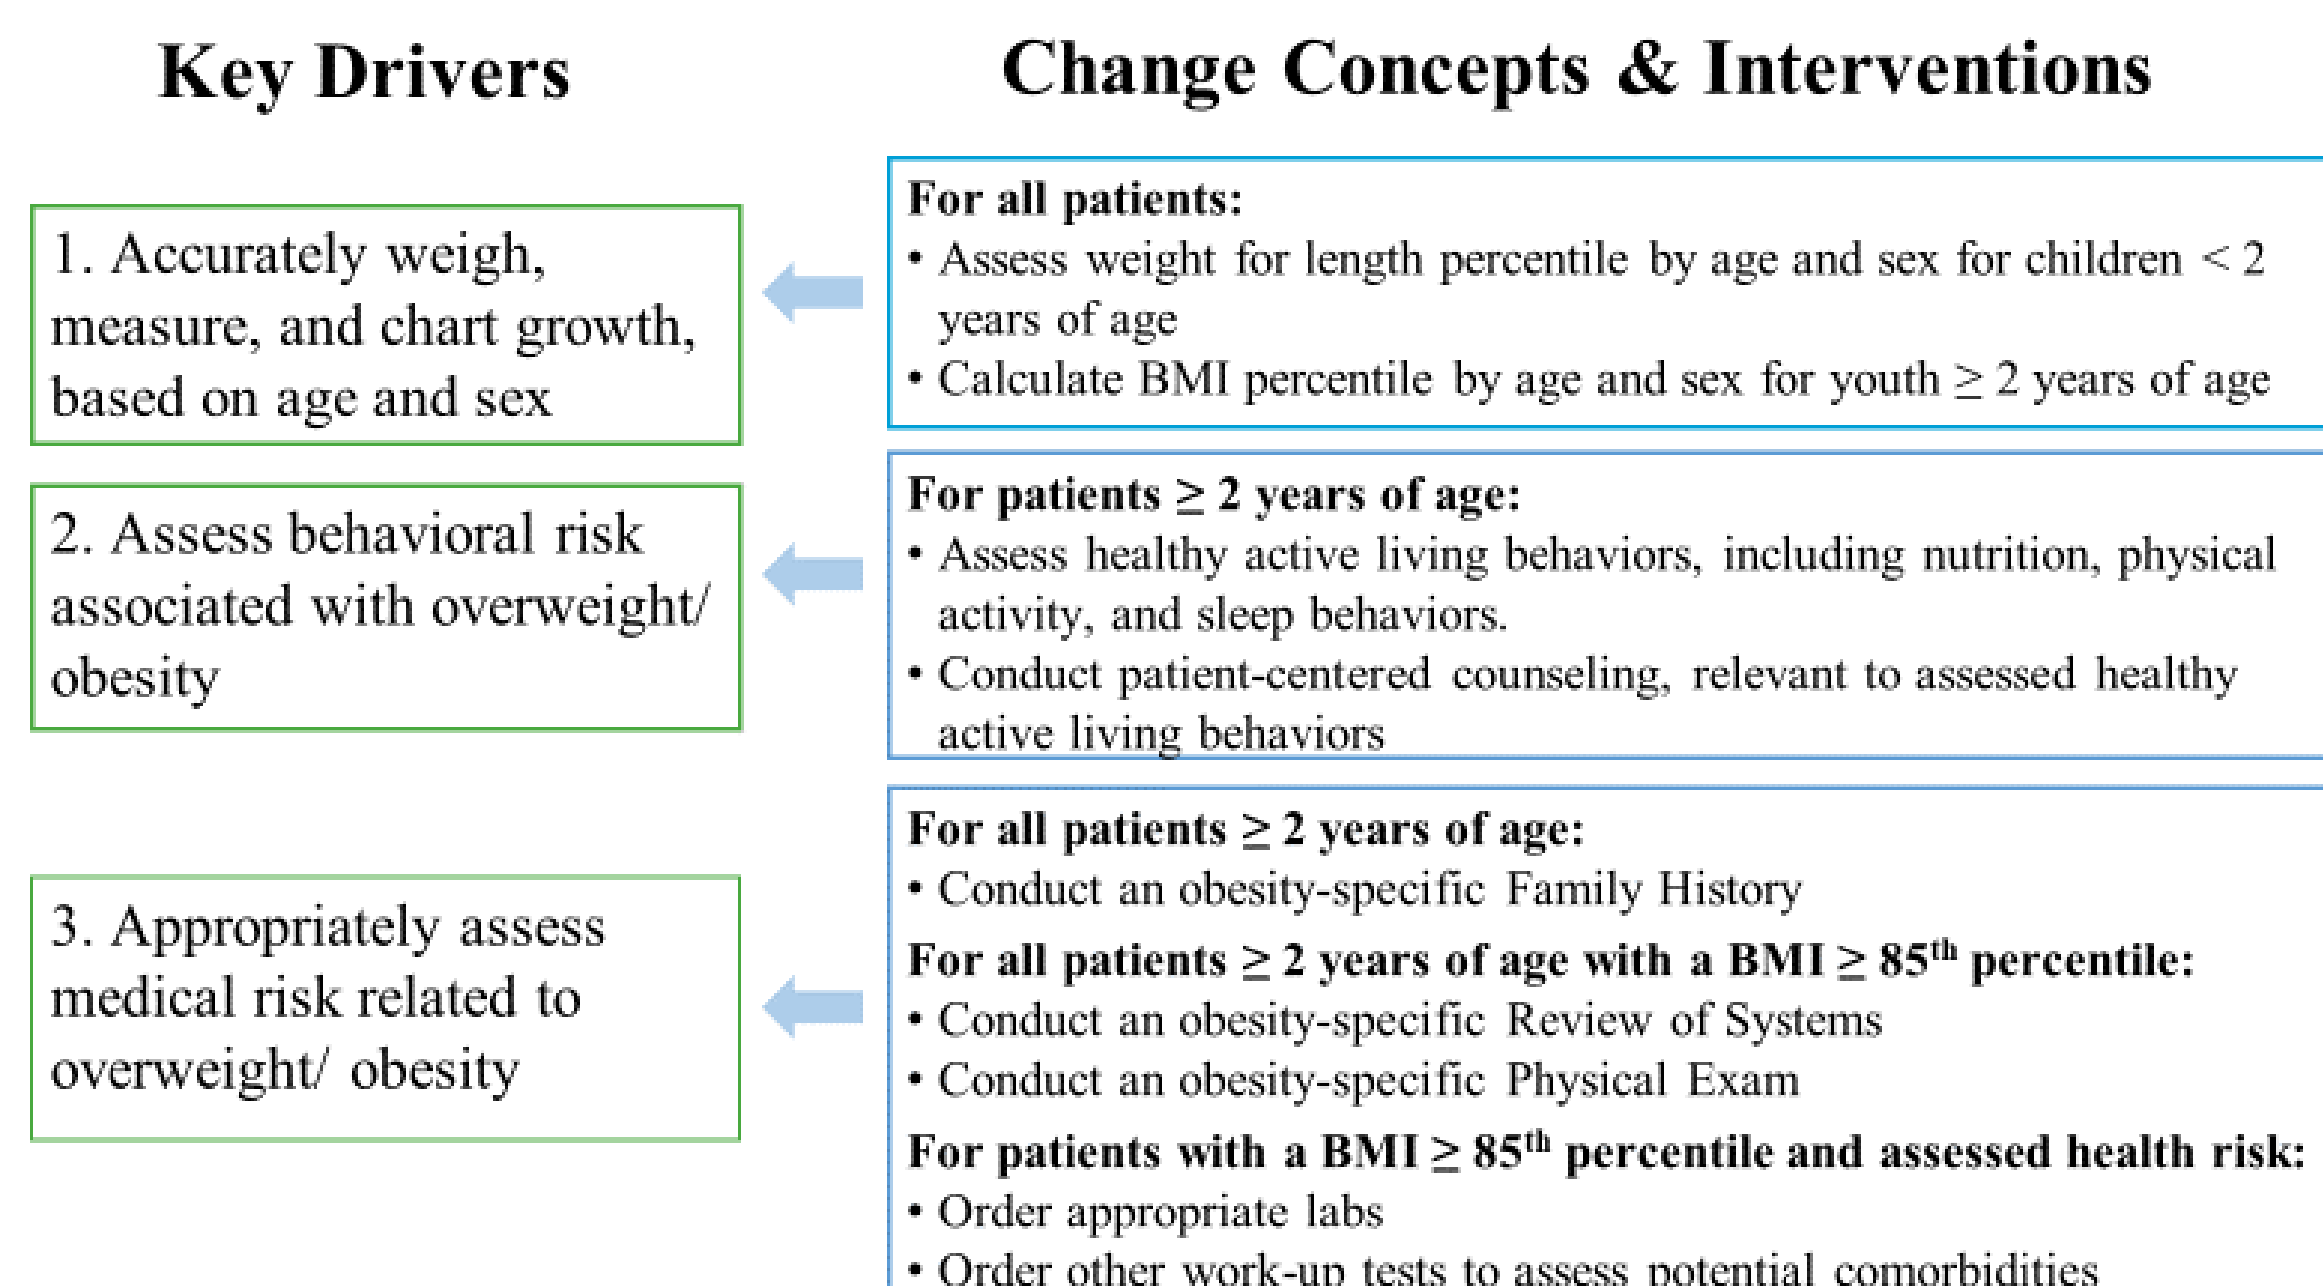 Key Drivers
Change Concepts & Interventions
1. Accurately weigh,
measure, and chart growth,
based on age and sex
For all patients:
• Assess weight for length percentile by age and sex for children < 2
years of age
• Calculate BMI percentile by age and sex for youth ≥ 2 years of age
2. Assess behavioral risk
associated with overweight/
obesity
For patients ≥ 2 years of age:
• Assess healthy active living behaviors, including nutrition, physical
activity, and sleep behaviors.
• Conduct patient-centered counseling, relevant to assessed healthy
active living behaviors
3. Appropriately assess
medical risk related to
overweight/ obesity
For all patients ≥ 2 years of age:
• Conduct an obesity-specific Family History
For all patients ≥ 2 years of age with a BMI ≥ 85th percentile:
• Conduct an obesity-specific Review of Systems
• Conduct an obesity-specific Physical Exam
For patients with a BMI ≥ 85th percentile and assessed health risk:
• Order appropriate labs
• Order other work-up tests to assess potential comorbidities